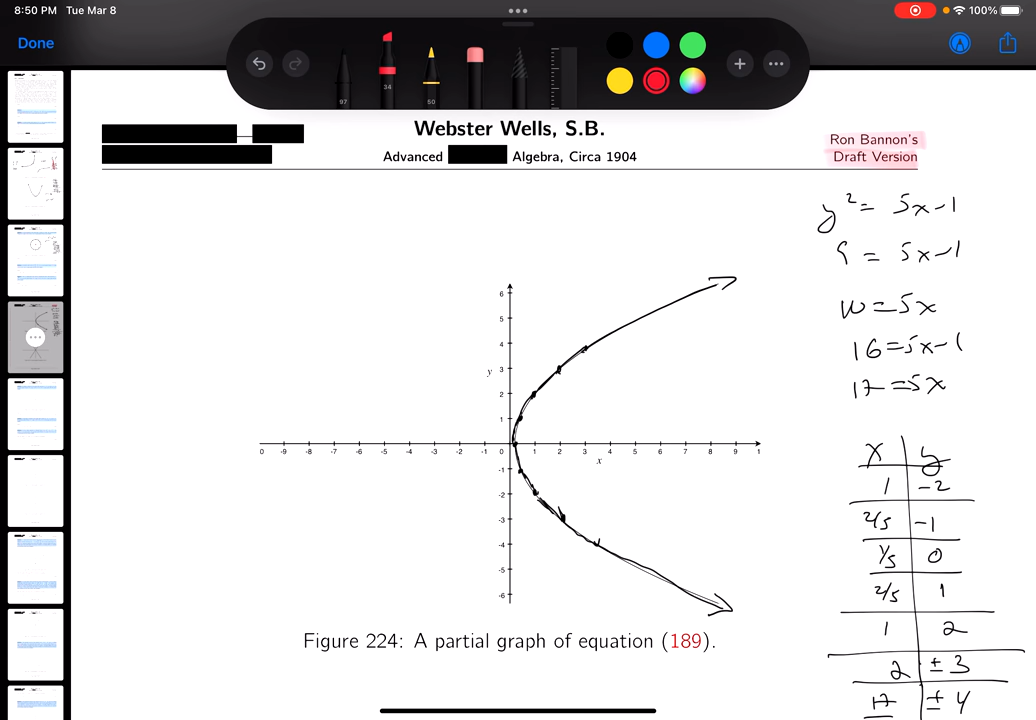 8:50 PM Tue Mar 8
100%
Done
97
34
50
Webster Wells, S.B.
Advanced Algebra, Circa 1904
Ron Bannon's
Draft Version
y² = 5x-1
9 = 5x-1
10 = 5x
16 = 5x-1
17 = 5x
6
5
4
y 3
2
1
0 -9 -8 -7 -6 -5 -4 -3 -2 -1 0 1 2 3 4 5 6 7 8 9 1
x
-1
-2
-3
-4
-5
-6
x y
1 -2
2/5 -1
1/5 0
2/5 1
1 2
2 ± 3
17 ± 4
Figure 224: A partial graph of equation (189).